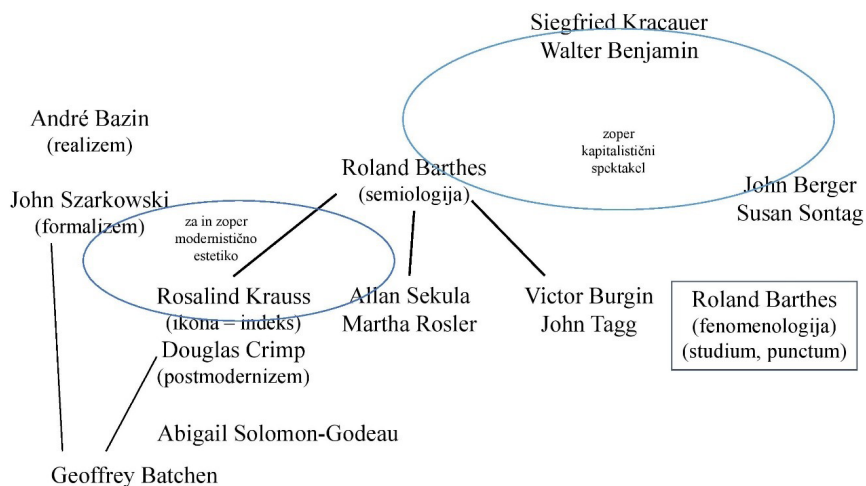 Siegfried Kracauer
Walter Benjamin
André Bazin
(realizem)
zoper
kapitalistični
spektakel
Roland Barthes
(semiologija)
John Szarkowski
(formalizem)
John Berger
Susan Sontag
za in zoper
modernistično
estetiko
Rosalind Krauss
(ikona – indeks)
Douglas Crimp
(postmodernizem)
Allan Sekula
Martha Rosler
Victor Burgin
John Tagg
Roland Barthes
(fenomenologija)
(studium, punctum)
Abigail Solomon-Godeau
Geoffrey Batchen